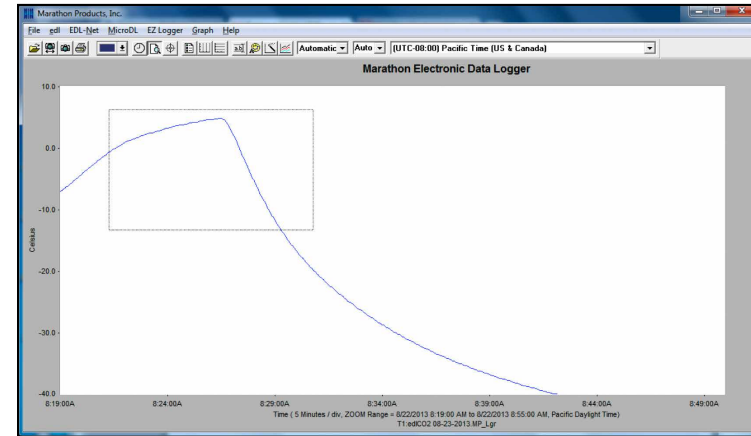 Marathon Products, Inc.
File edl EDL-Net MicroDL EZ Logger Graph Help
Automatic Auto (UTC-08:00) Pacific Time (US & Canada)
Marathon Electronic Data Logger
10.0
0.0
-10.0
Celsius
-20.0
-30.0
-40.0
8:19:00A 8:24:00A 8:29:00A 8:34:00A 8:39:00A 8:44:00A 8:49:00A
Time ( 5 Minutes / div, ZOOM Range = 8/22/2013 8:19:00 AM to 8/22/2013 8:55:00 AM, Pacific Daylight Time)
T1:edlCO2 08-23-2013.MP_Lgr